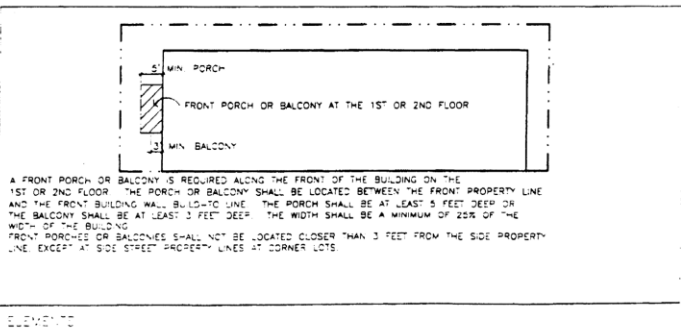 5' MIN. PORCH
FRONT PORCH OR BALCONY AT THE 1ST OR 2ND FLOOR
3' MIN BALCONY
A FRONT PORCH OR BALCONY IS REQUIRED ALONG THE FRONT OF THE BUILDING ON THE
1ST OR 2ND FLOOR. THE PORCH OR BALCONY SHALL BE LOCATED BETWEEN THE FRONT PROPERTY LINE
AND THE FRONT BUILDING WALL BUILD-TO LINE. THE PORCH SHALL BE AT LEAST 5 FEET DEEP OR
THE BALCONY SHALL BE AT LEAST 3 FEET DEEP. THE WIDTH SHALL BE A MINIMUM OF 25% OF THE
WIDTH OF THE BUILDING
FRONT PORCHES OR BALCONIES SHALL NOT BE LOCATED CLOSER THAN 3 FEET FROM THE SIDE PROPERTY
LINE, EXCEPT AT SIDE STREET PROPERTY LINES AT CORNER LOTS.
ELEMENTS